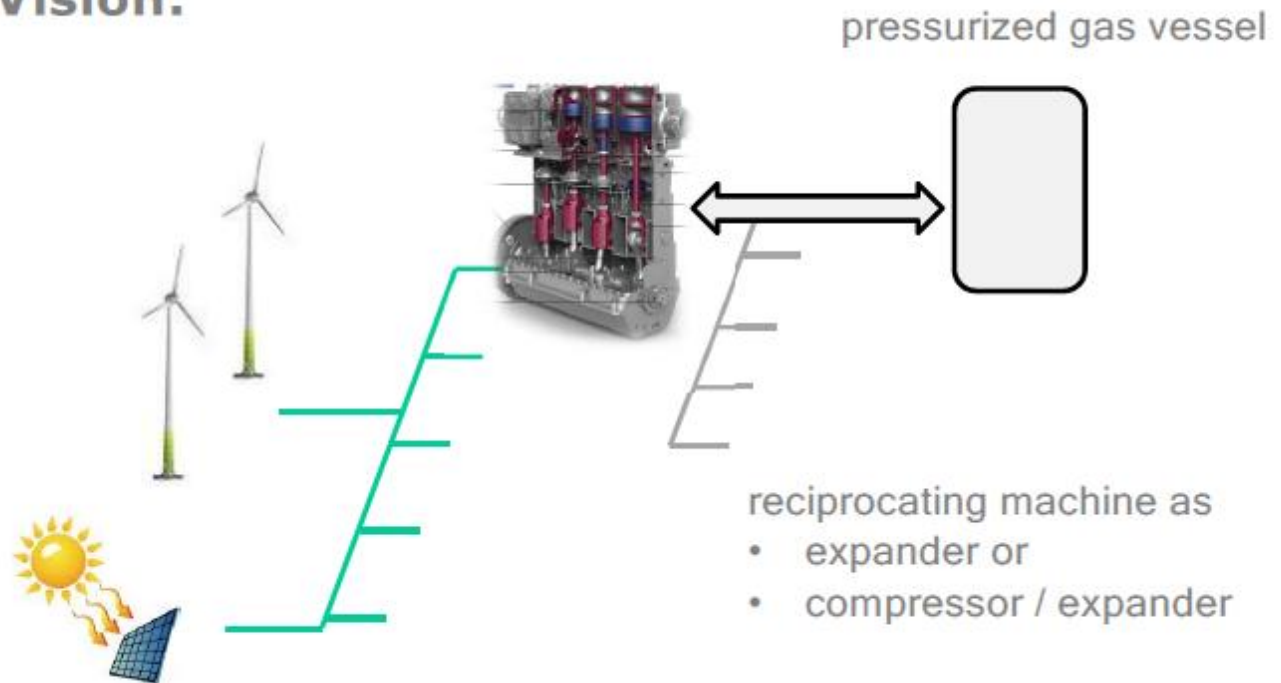 Vision:
pressurized gas vessel
reciprocating machine as
• expander or
• compressor / expander